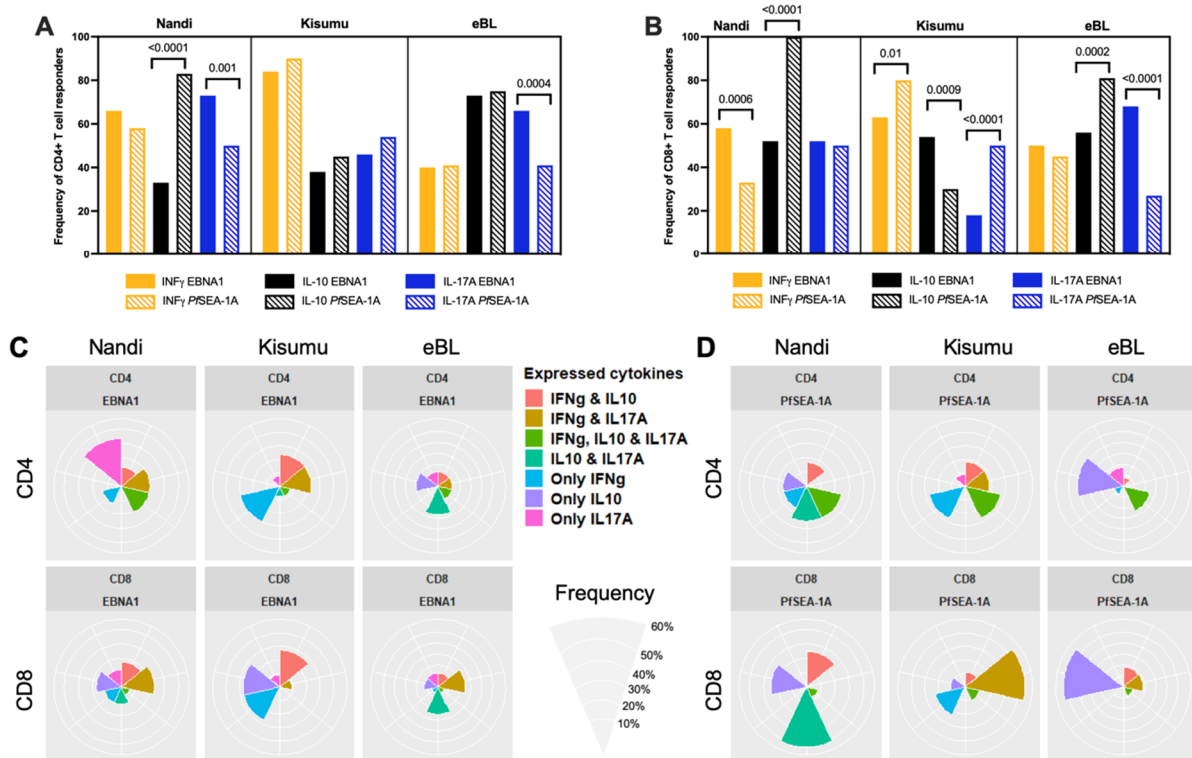 A
Nandi
Kisumu
eBL
Frequency of CD4+ T cell responders
100
80
60
40
20
0
<0.0001
0.001
0.0004
INFγ EBNA1
IL-10 EBNA1
IL-17A EBNA1
INFγ PfSEA-1A
IL-10 PfSEA-1A
IL-17A PfSEA-1A
B
Nandi
Kisumu
eBL
Frequency of CD8+ T cell responders
100
80
60
40
20
0
<0.0001
0.0006
0.01
0.0009
<0.0001
0.0002
<0.0001
INFγ EBNA1
IL-10 EBNA1
IL-17A EBNA1
INFγ PfSEA-1A
IL-10 PfSEA-1A
IL-17A PfSEA-1A
C
Nandi
Kisumu
eBL
CD4
CD4
EBNA1
CD4
EBNA1
CD4
EBNA1
CD8
CD8
EBNA1
CD8
EBNA1
CD8
EBNA1
Expressed cytokines
IFNg & IL10
IFNg & IL17A
IFNg, IL10 & IL17A
IL10 & IL17A
Only IFNg
Only IL10
Only IL17A
Frequency
60%
50%
40%
30%
20%
10%
D
Nandi
Kisumu
eBL
CD4
CD4
PfSEA-1A
CD4
PfSEA-1A
CD4
PfSEA-1A
CD8
CD8
PfSEA-1A
CD8
PfSEA-1A
CD8
PfSEA-1A